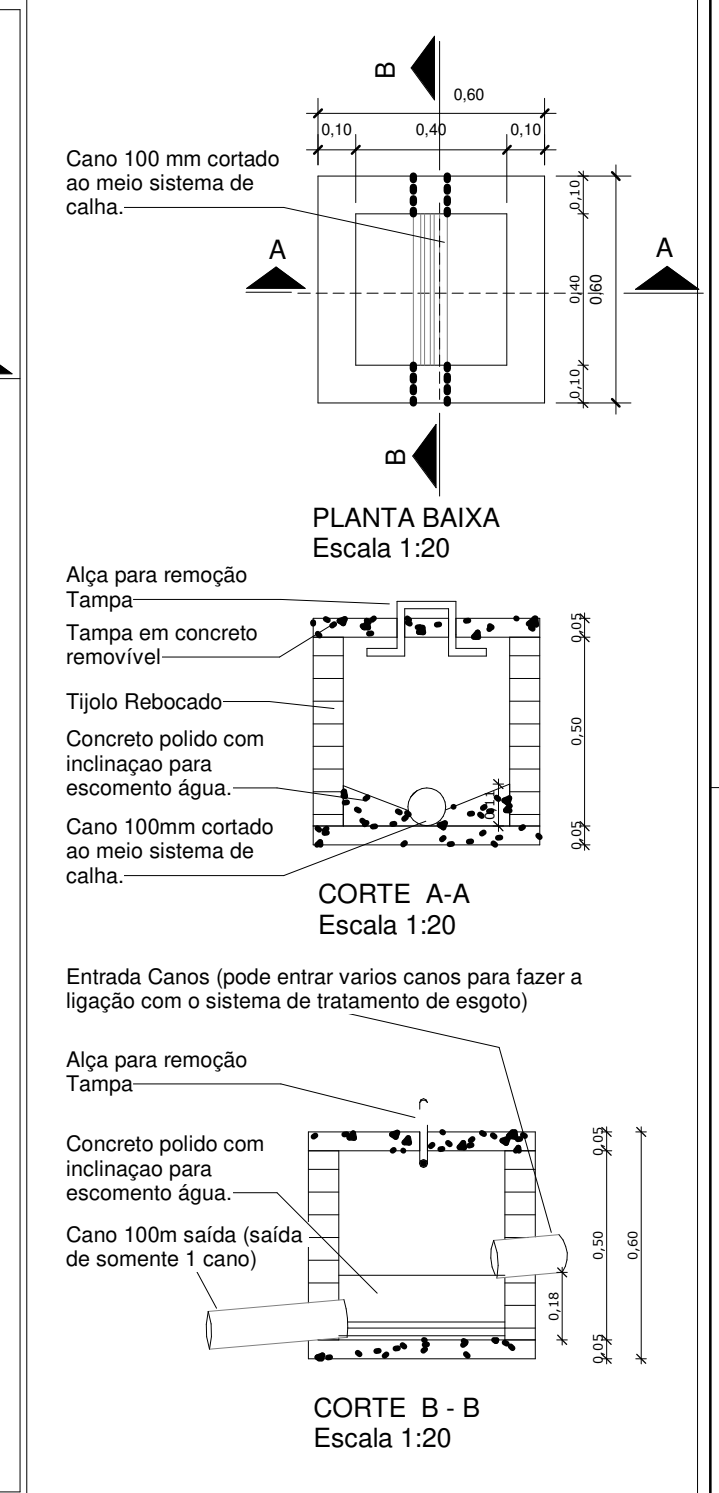 B
0,60
0,10
0,40
0,10
Cano 100 mm cortado
ao meio sistema de
calha.
A
A
0,10
0,40
0,60
0,10
B
PLANTA BAIXA
Escala 1:20
Alça para remoção
Tampa
Tampa em concreto
removível
Tijolo Rebocado
Concreto polido com
inclinaçao para
escomento água.
Cano 100mm cortado
ao meio sistema de
calha.
0,05
0,50
0,11
0,05
CORTE A-A
Escala 1:20
Entrada Canos (pode entrar varios canos para fazer a
ligação com o sistema de tratamento de esgoto)
Alça para remoção
Tampa
Concreto polido com
inclinaçao para
escomento água.
Cano 100m saída (saída
de somente 1 cano)
0,05
0,50
0,60
0,18
0,05
CORTE B - B
Escala 1:20